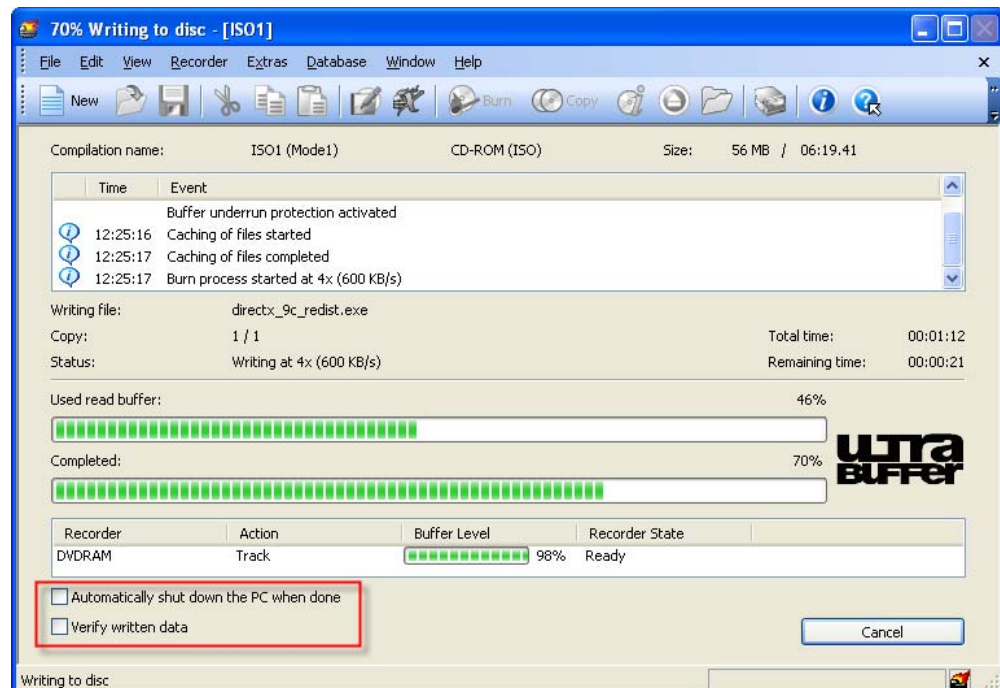 70% Writing to disc - [ISO1]
File Edit View Recorder Extras Database Window Help
New Burn Copy
Compilation name: ISO1 (Mode1) CD-ROM (ISO) Size: 56 MB / 06:19.41
Time Event
Buffer underrun protection activated
12:25:16 Caching of files started
12:25:17 Caching of files completed
12:25:17 Burn process started at 4x (600 KB/s)
Writing file: directx_9c_redist.exe
Copy: 1 / 1 Total time: 00:01:12
Status: Writing at 4x (600 KB/s) Remaining time: 00:00:21
Used read buffer: 46%
Completed: 70%
ULTRA
BUFFER
Recorder Action Buffer Level Recorder State
DVDRAM Track 98% Ready
Automatically shut down the PC when done
Verify written data
Cancel
Writing to disc